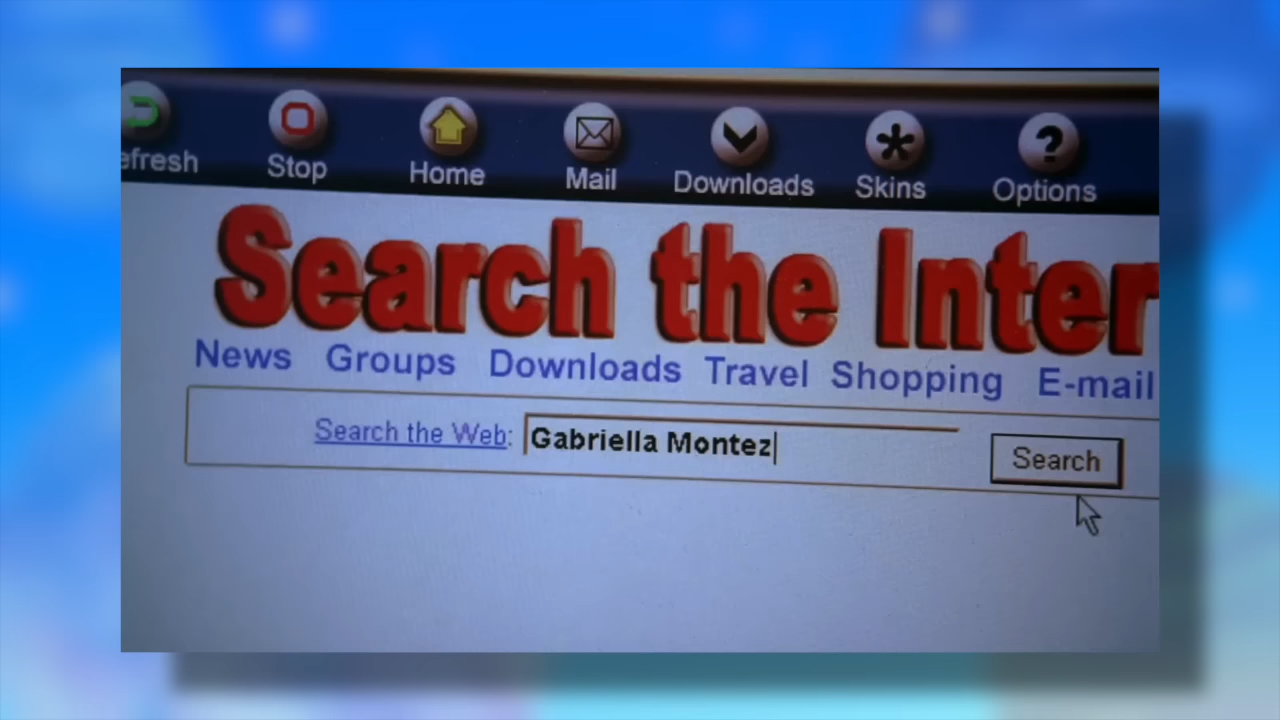 efresh Stop Home Mail Downloads Skins Options
Search the Inter
News Groups Downloads Travel Shopping E-mail
Search the Web: Gabriella Montez Search